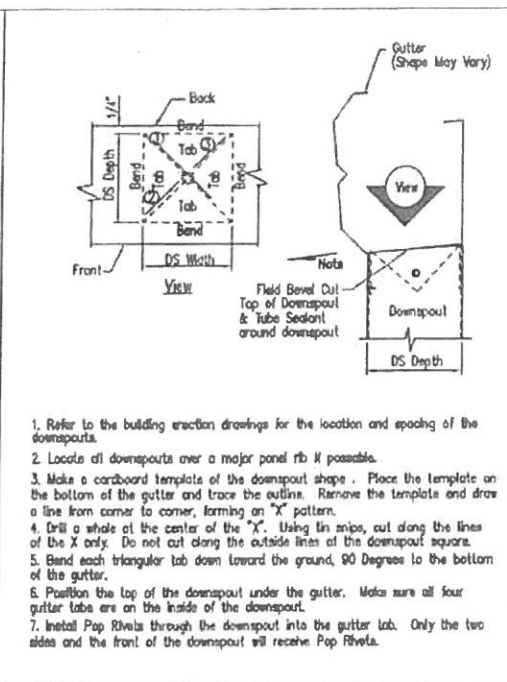 Gutter
(Shape May Vary)
1/4"
Back
Bend
Tab
Tab
Tab
Tab
Bend
Bend
Bend
DS Depth
View
DS Width
Front
View
Note
Field Bevel Cut
Top of Downspout
& Tube Sealant
around downspout
Downspout
DS Depth
1. Refer to the building erection drawings for the location and spacing of the
downspouts.
2. Locate all downspouts over a major panel rib if possable.
3. Make a cardboard template of the downspout shape . Place the template on
the bottom of the gutter and trace the outline. Remove the template and draw
a line from corner to corner, forming an "X" pattern.
4. Drill a whole at the center of the "X". Using tin snips, cut along the lines
of the X only. Do not cut along the outside lines of the downspout square.
5. Bend each triangular tab down toward the ground, 90 Degrees to the bottom
of the gutter.
6. Position the top of the downspout under the gutter. Make sure all four
gutter tabs are on the inside of the downspout.
7. Install Pop Rivets through the downspout into the gutter tab. Only the two
sides and the front of the downspout will receive Pop Rivets.